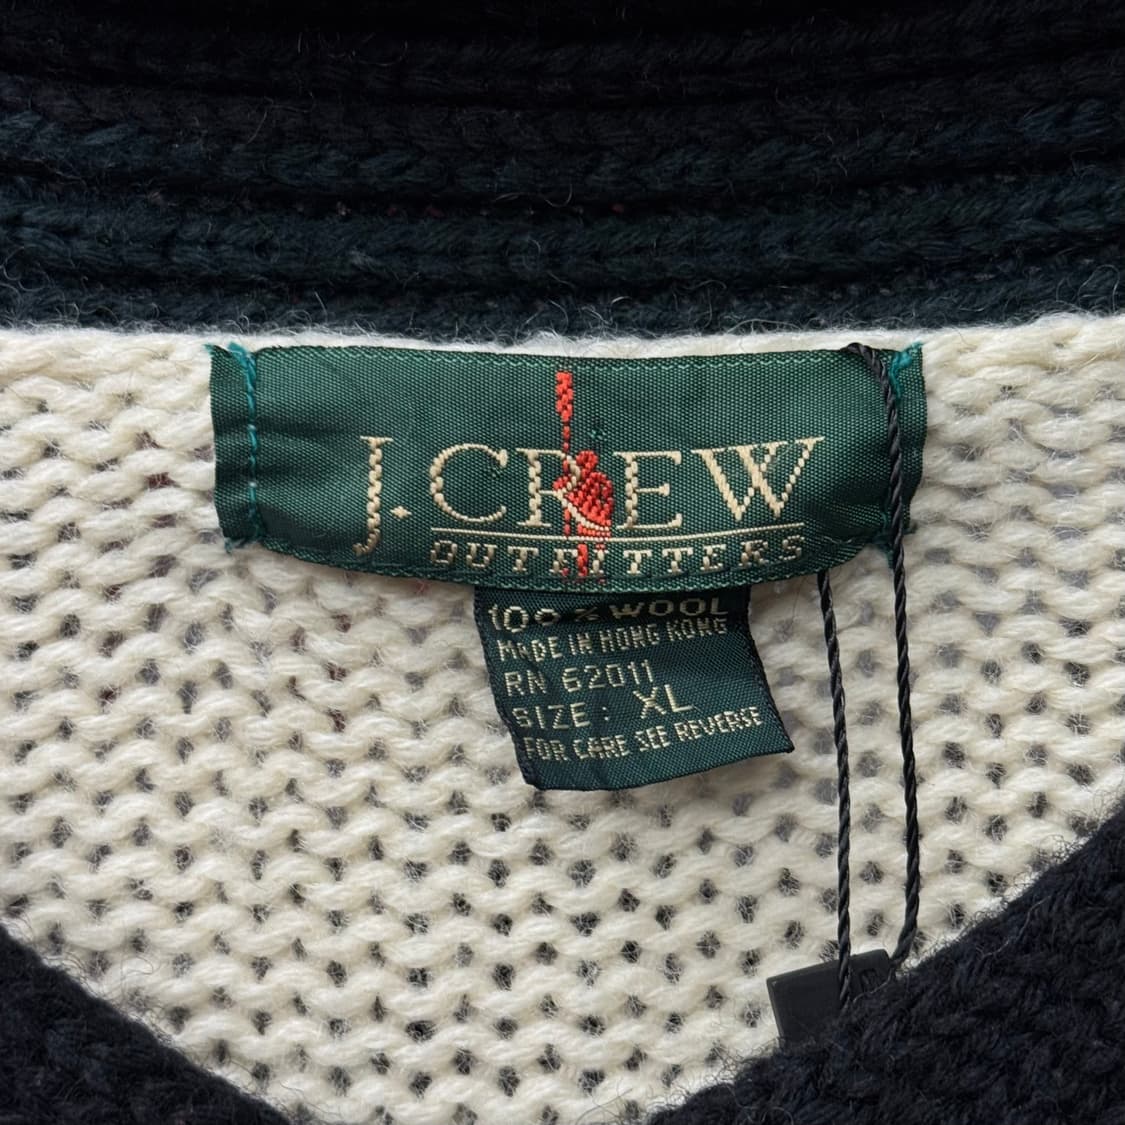 J.CREW
OUTFITTERS
100% WOOL
MADE IN HONG KONG
RN 62011
SIZE: XL
FOR CARE SEE REVERSE